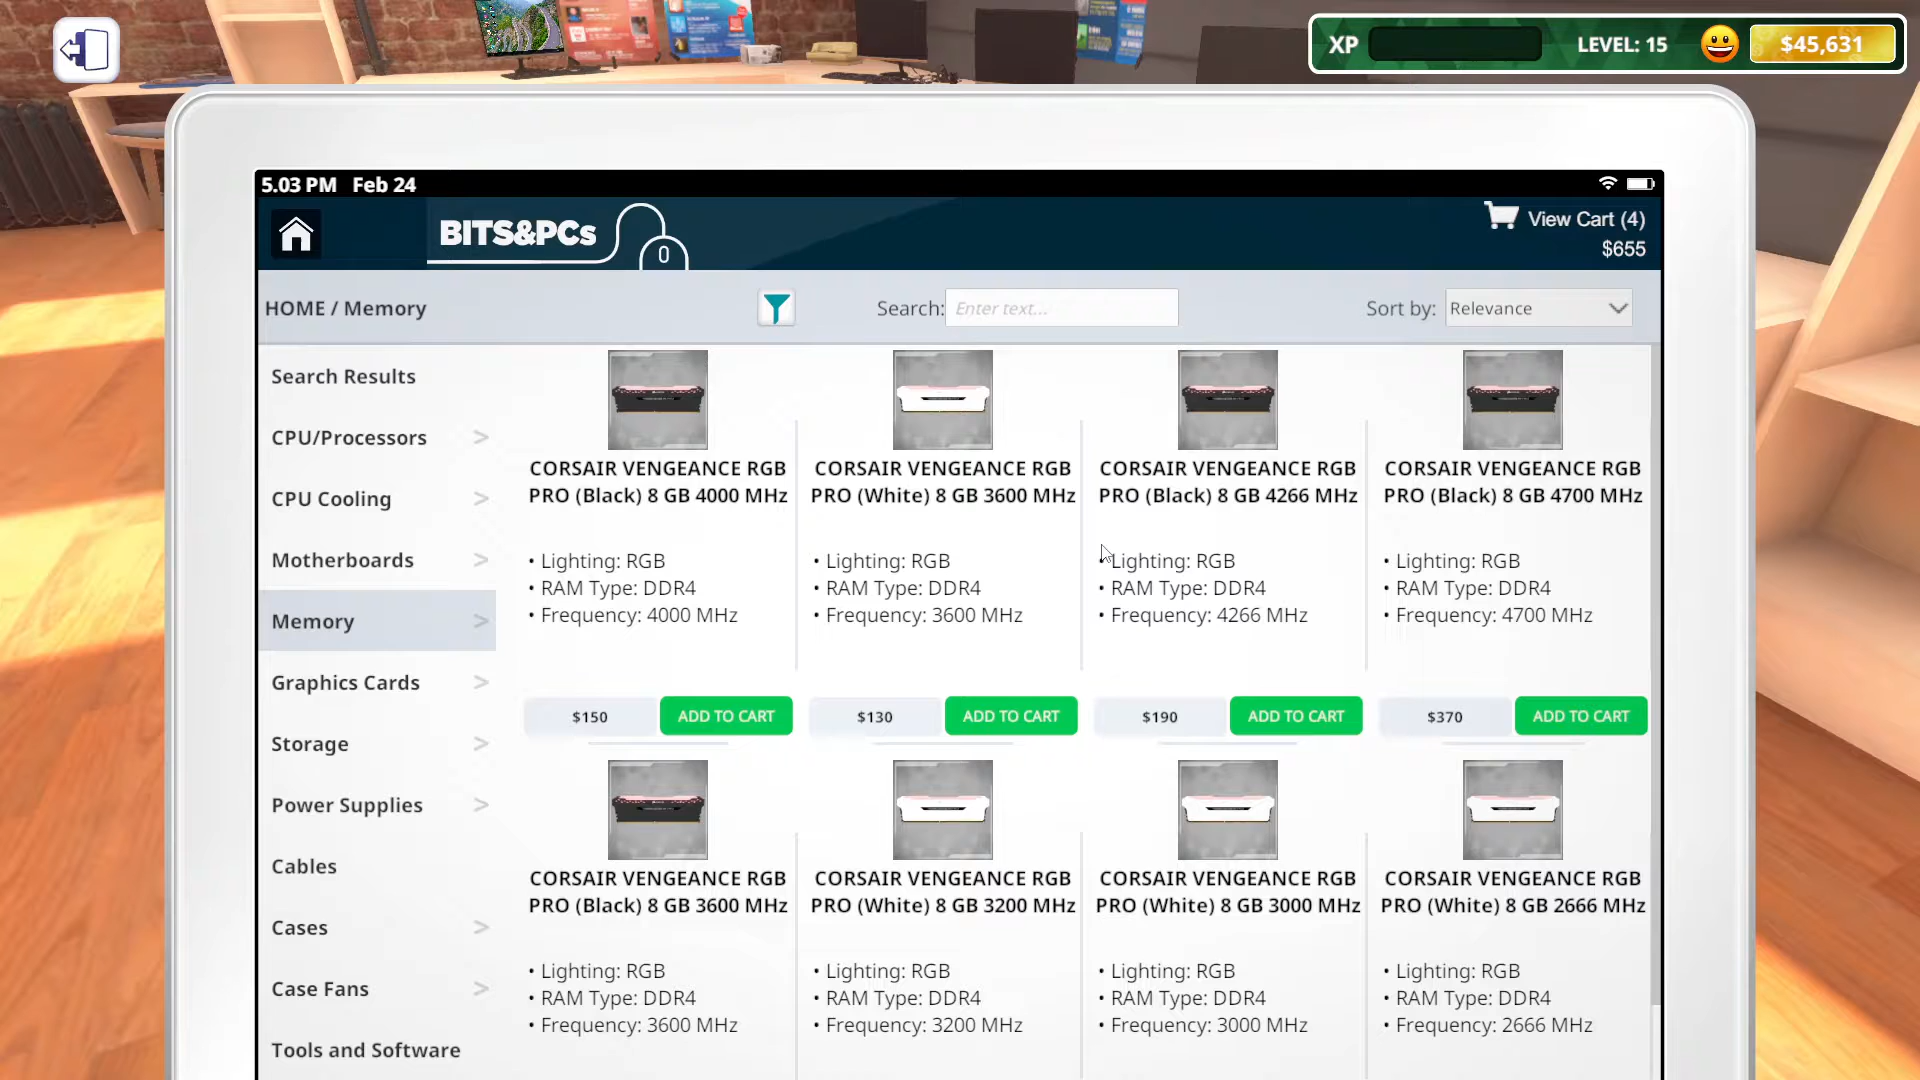 XP
LEVEL: 15
$45,631
5.03 PM Feb 24
BITS&PCs
View Cart (4)
$655
HOME / Memory
Search:
Enter text...
Sort by:
Relevance
Search Results
CPU/Processors >
CPU Cooling >
Motherboards >
Memory >
Graphics Cards >
Storage >
Power Supplies >
Cables
Cases >
Case Fans >
Tools and Software
CORSAIR VENGEANCE RGB
PRO (Black) 8 GB 4000 MHz
• Lighting: RGB
• RAM Type: DDR4
• Frequency: 4000 MHz
$150
ADD TO CART
CORSAIR VENGEANCE RGB
PRO (White) 8 GB 3600 MHz
• Lighting: RGB
• RAM Type: DDR4
• Frequency: 3600 MHz
$130
ADD TO CART
CORSAIR VENGEANCE RGB
PRO (Black) 8 GB 4266 MHz
• Lighting: RGB
• RAM Type: DDR4
• Frequency: 4266 MHz
$190
ADD TO CART
CORSAIR VENGEANCE RGB
PRO (Black) 8 GB 4700 MHz
• Lighting: RGB
• RAM Type: DDR4
• Frequency: 4700 MHz
$370
ADD TO CART
CORSAIR VENGEANCE RGB
PRO (Black) 8 GB 3600 MHz
• Lighting: RGB
• RAM Type: DDR4
• Frequency: 3600 MHz
CORSAIR VENGEANCE RGB
PRO (White) 8 GB 3200 MHz
• Lighting: RGB
• RAM Type: DDR4
• Frequency: 3200 MHz
CORSAIR VENGEANCE RGB
PRO (White) 8 GB 3000 MHz
• Lighting: RGB
• RAM Type: DDR4
• Frequency: 3000 MHz
CORSAIR VENGEANCE RGB
PRO (White) 8 GB 2666 MHz
• Lighting: RGB
• RAM Type: DDR4
• Frequency: 2666 MHz